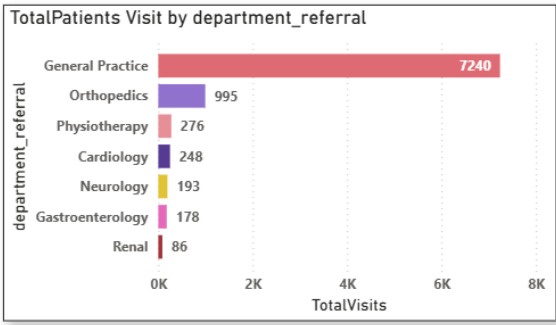 TotalPatients Visit by department_referral
department_referral
General Practice 7240
Orthopedics 995
Physiotherapy 276
Cardiology 248
Neurology 193
Gastroenterology 178
Renal 86
0K 2K 4K 6K 8K
TotalVisits